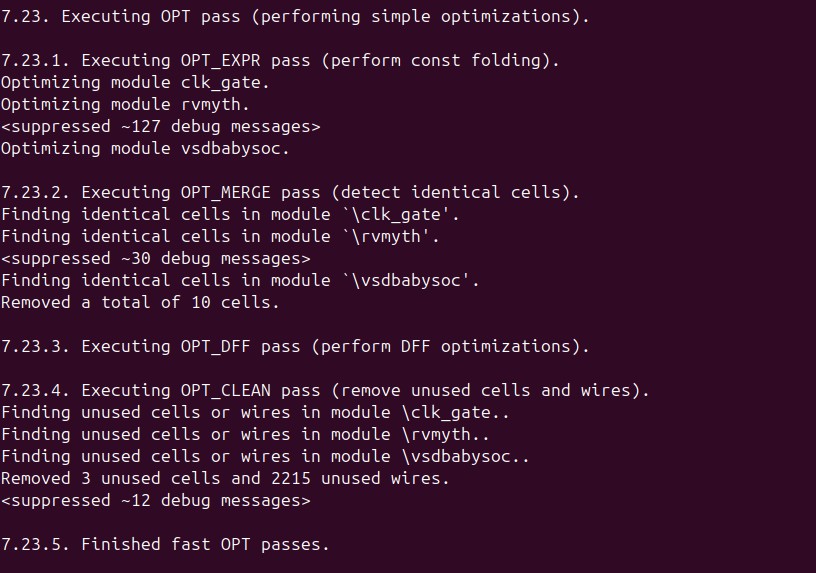 7.23. Executing OPT pass (performing simple optimizations).
7.23.1. Executing OPT_EXPR pass (perform const folding).
Optimizing module clk_gate.
Optimizing module rvmyth.
<suppressed ~127 debug messages>
Optimizing module vsdbabysoc.
7.23.2. Executing OPT_MERGE pass (detect identical cells).
Finding identical cells in module `\clk_gate'.
Finding identical cells in module `\rvmyth'.
<suppressed ~30 debug messages>
Finding identical cells in module `\vsdbabysoc'.
Removed a total of 10 cells.
7.23.3. Executing OPT_DFF pass (perform DFF optimizations).
7.23.4. Executing OPT_CLEAN pass (remove unused cells and wires).
Finding unused cells or wires in module \clk_gate..
Finding unused cells or wires in module \rvmyth..
Finding unused cells or wires in module \vsdbabysoc..
Removed 3 unused cells and 2215 unused wires.
<suppressed ~12 debug messages>
7.23.5. Finished fast OPT passes.